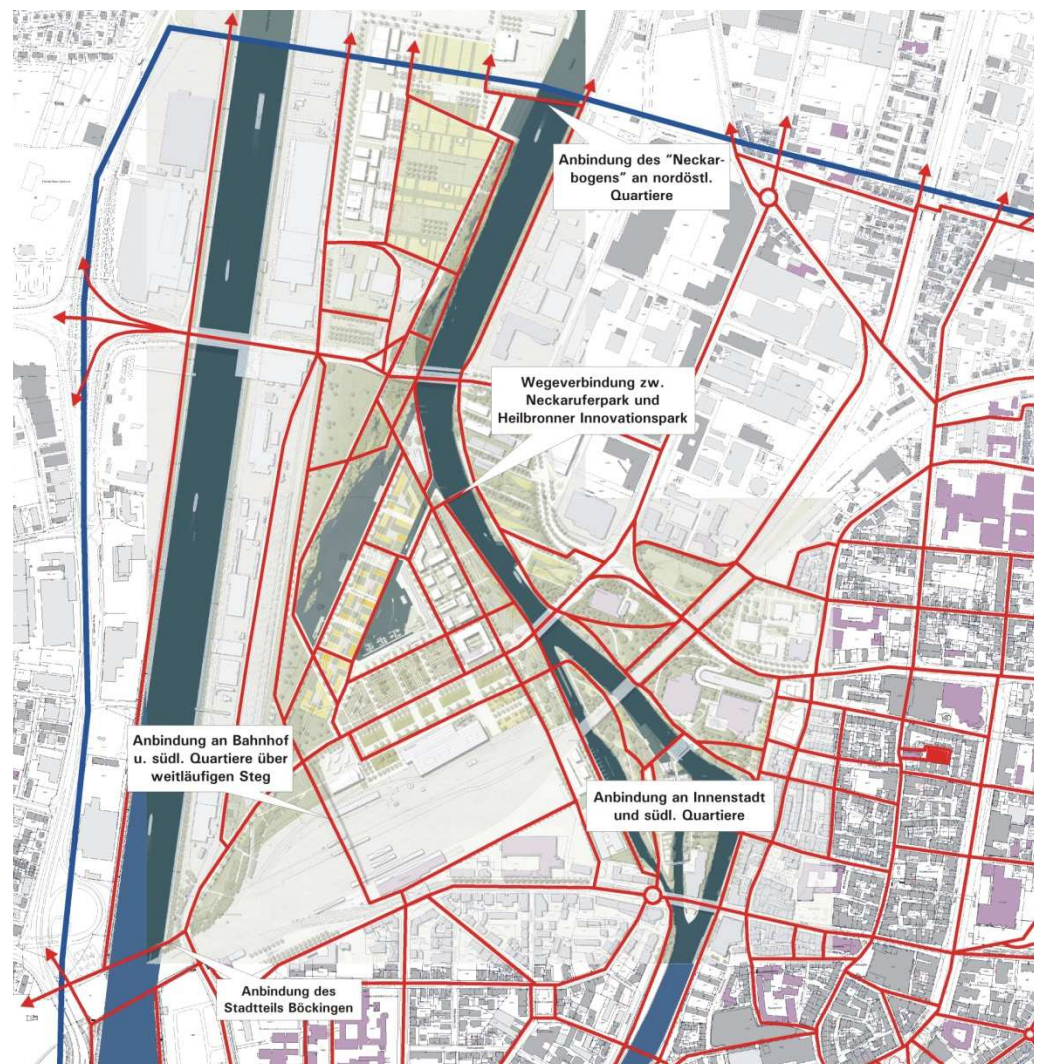 Anbindung des "Neckar-
bogens" an nordöstl.
Quartiere
Wegeverbindung zw.
Neckaruferpark und
Heilbronner Innovationspark
Anbindung an Bahnhof
u. südl. Quartiere über
weitläufigen Steg
Anbindung an Innenstadt
und südl. Quartiere
Anbindung des
Stadtteils Böckingen